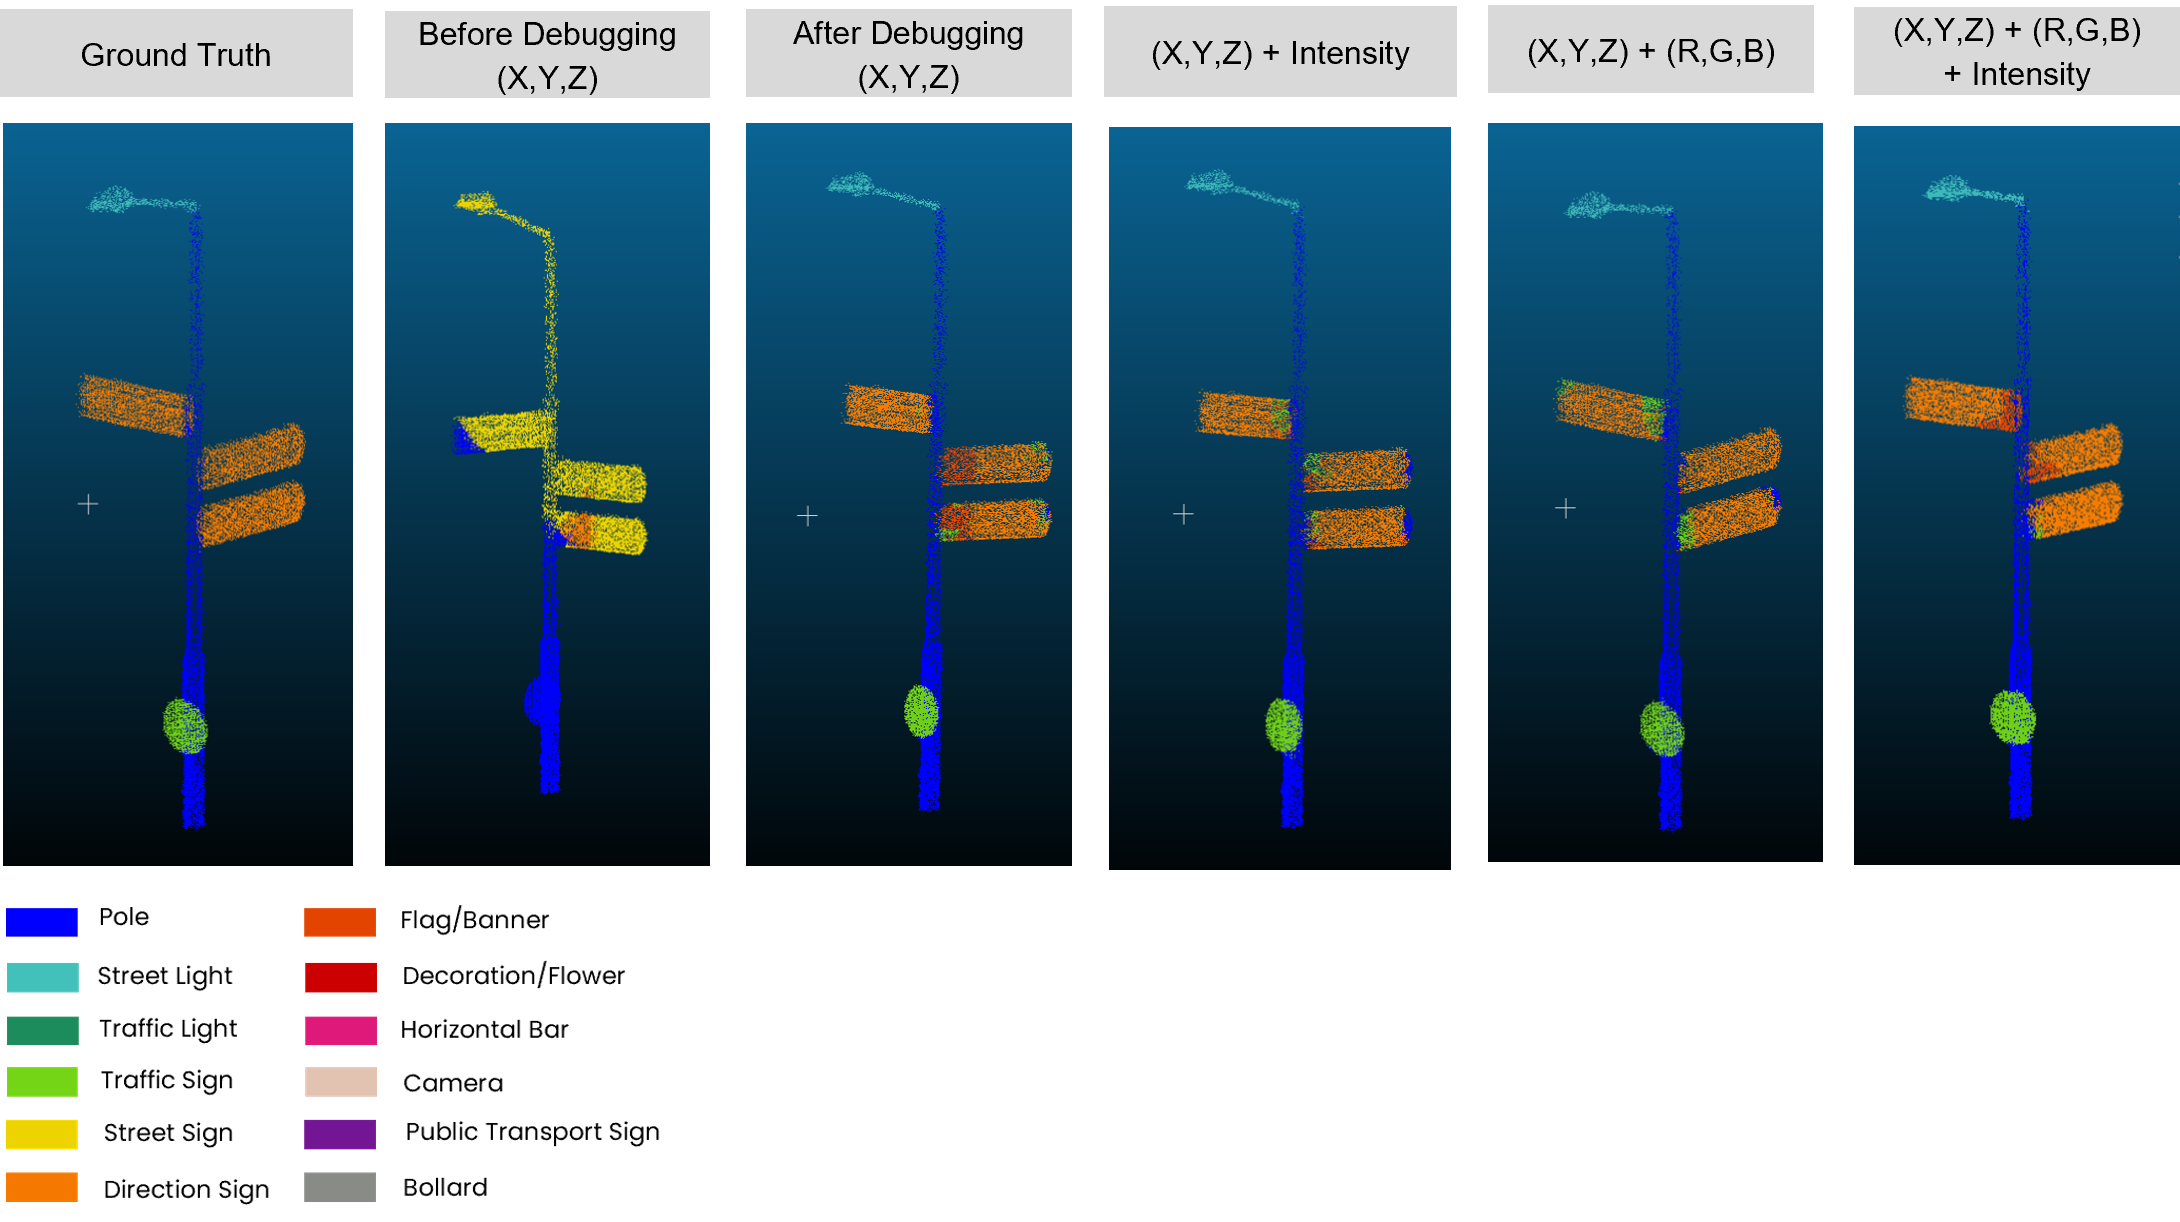 Ground Truth
Before Debugging
(X,Y,Z)
After Debugging
(X,Y,Z)
(X,Y,Z) + Intensity
(X,Y,Z) + (R,G,B)
(X,Y,Z) + (R,G,B)
+ Intensity
Pole
Street Light
Traffic Light
Traffic Sign
Street Sign
Direction Sign
Flag/Banner
Decoration/Flower
Horizontal Bar
Camera
Public Transport Sign
Bollard